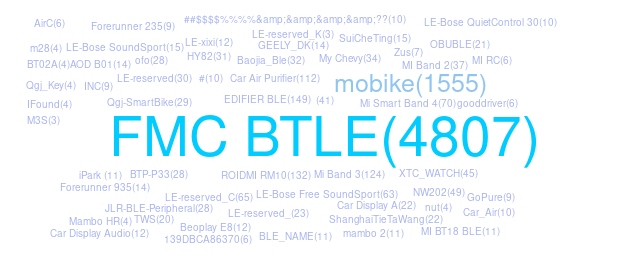 AirC(6) Forerunner 235(9) ##$$$$%%%%&amp;&amp;&amp;&amp;??(10) LE-Bose QuietControl 30(10)
m28(4) LE-Bose SoundSport(15) LE-xixi(12) LE-reserved_K(3) GEELY_DK(14) SuiCheTing(15) OBUBLE(21)
BT02A(4) AOD B01(14) ofo(28) HY82(31) Baojia_Ble(32) My Chevy(34) Zus(7) MI Band 2(37) MI RC(6)
Qgj_Key(4) INC(9) LE-reserved(30) #(10) Car Air Purifier(112) mobike(1555)
IFound(4) Qgj-SmartBike(29) EDIFIER BLE(149) (41) Mi Smart Band 4(70) gooddriver(6)
M3S(3)
FMC BTLE(4807)
iPark (11) BTP-P33(28) ROIDMI RM10(132) Mi Band 3(124) XTC_WATCH(45)
Forerunner 935(14) LE-reserved_C(65) LE-Bose Free SoundSport(63) NW202(49) GoPure(9)
JLR-BLE-Peripheral(28) LE-reserved_(23) Car Display A(22) nut(4) Car_Air(10)
Mambo HR(4) TWS(20) Beoplay E8(12) ShanghaiTieTaWang(22)
Car Display Audio(12) 139DBCA86370(6) BLE_NAME(11) mambo 2(11) MI BT18 BLE(11)